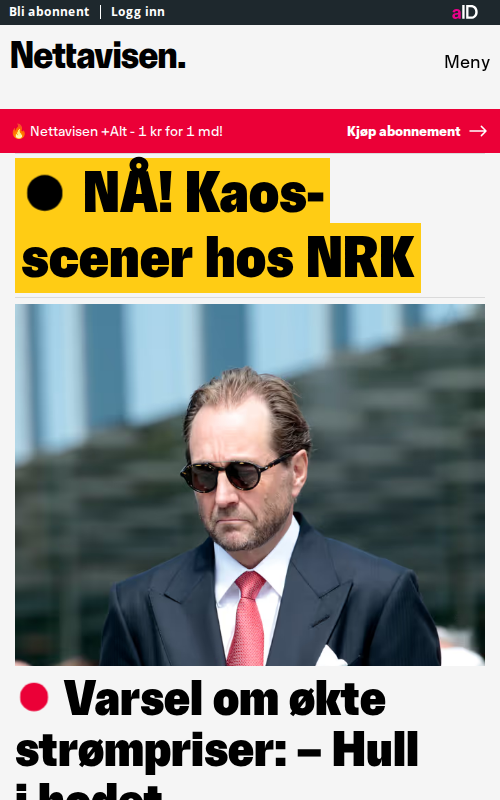 Bli abonnent | Logg inn aID
Nettavisen.
Meny
🔥 Nettavisen +Alt - 1 kr for 1 md! Kjøp abonnement →
NÅ! Kaos-
scener hos NRK
Varsel om økte
strømpriser: – Hull
i hodet